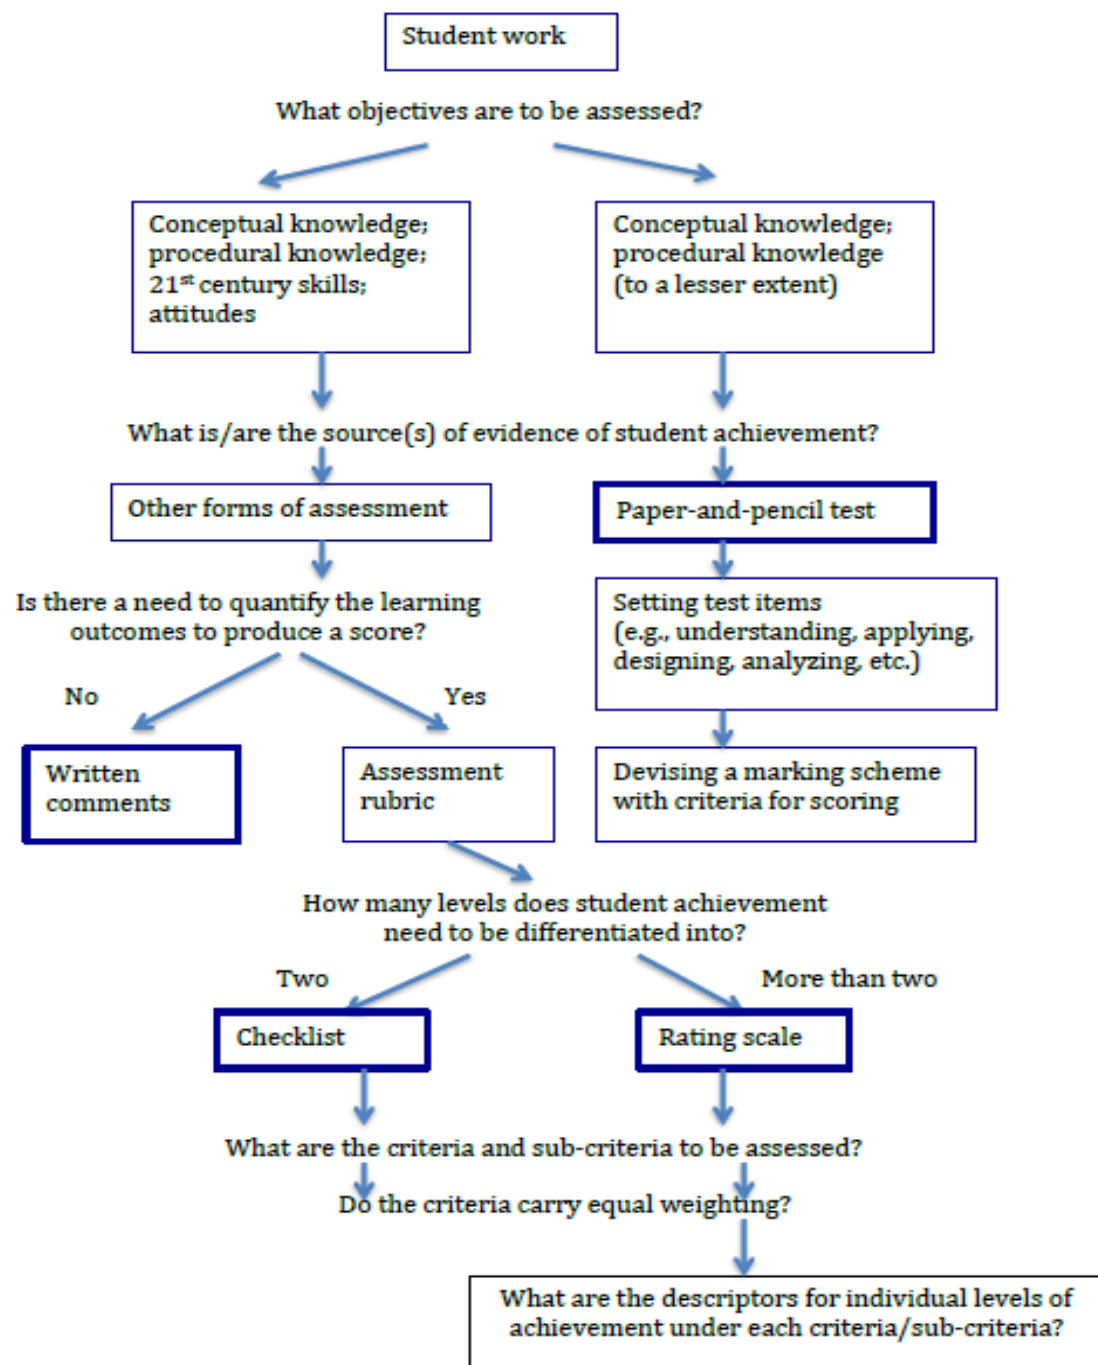 Student work
What objectives are to be assessed?
Conceptual knowledge;
procedural knowledge;
21st century skills;
attitudes
Conceptual knowledge;
procedural knowledge
(to a lesser extent)
What is/are the source(s) of evidence of student achievement?
Other forms of assessment
Paper-and-pencil test
Is there a need to quantify the learning
outcomes to produce a score?
Setting test items
(e.g., understanding, applying,
designing, analyzing, etc.)
No
Yes
Written
comments
Assessment
rubric
Devising a marking scheme
with criteria for scoring
How many levels does student achievement
need to be differentiated into?
Two
More than two
Checklist
Rating scale
What are the criteria and sub-criteria to be assessed?
Do the criteria carry equal weighting?
What are the descriptors for individual levels of
achievement under each criteria/sub-criteria?